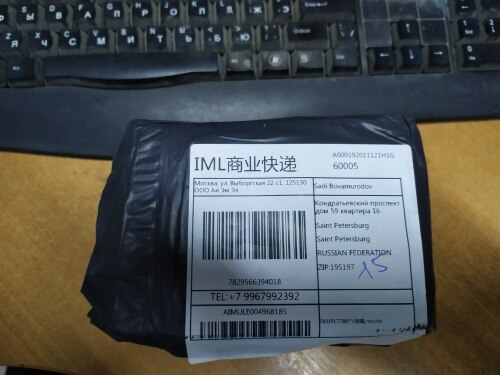 IML商业快递
A000192011121H1G
60005
Москва, ул. Выборгская 22 с1, 125130
ООО Аи Эм Эл
7829566394018
TEL:+7 9967992392
AIMULE004968185
Sadi Bovamurodov
Кондратьевский проспект
дом 59 квартира 16
Saint Petersburg
Saint Petersburg
RUSSIAN FEDERATION
ZIP:195197
15